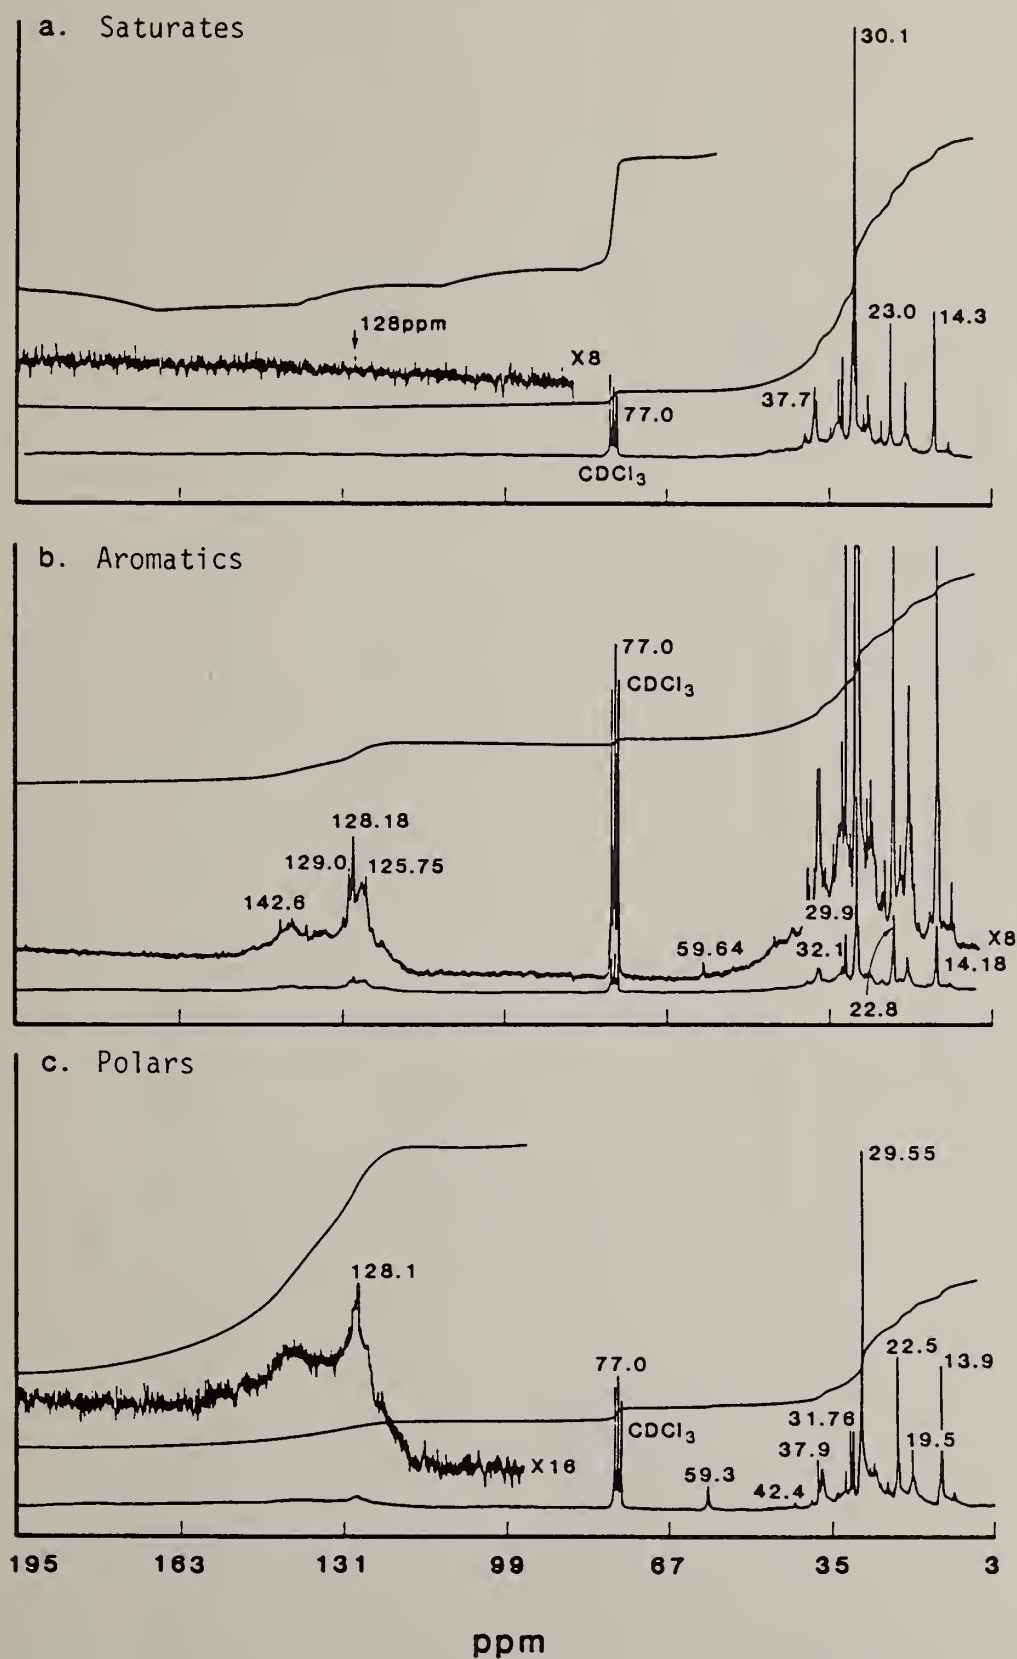 a. Saturates
30.1
128ppm
X8
23.0
14.3
37.7
77.0
CDCl3
b. Aromatics
77.0
CDCl3
128.18
129.0
125.75
142.6
59.64
29.9
32.1
X8
14.18
22.8
c. Polars
29.55
128.1
77.0
22.5
13.9
CDCl3
31.76
19.5
37.9
X16
59.3
42.4
195 163 131 99 67 35 3
ppm